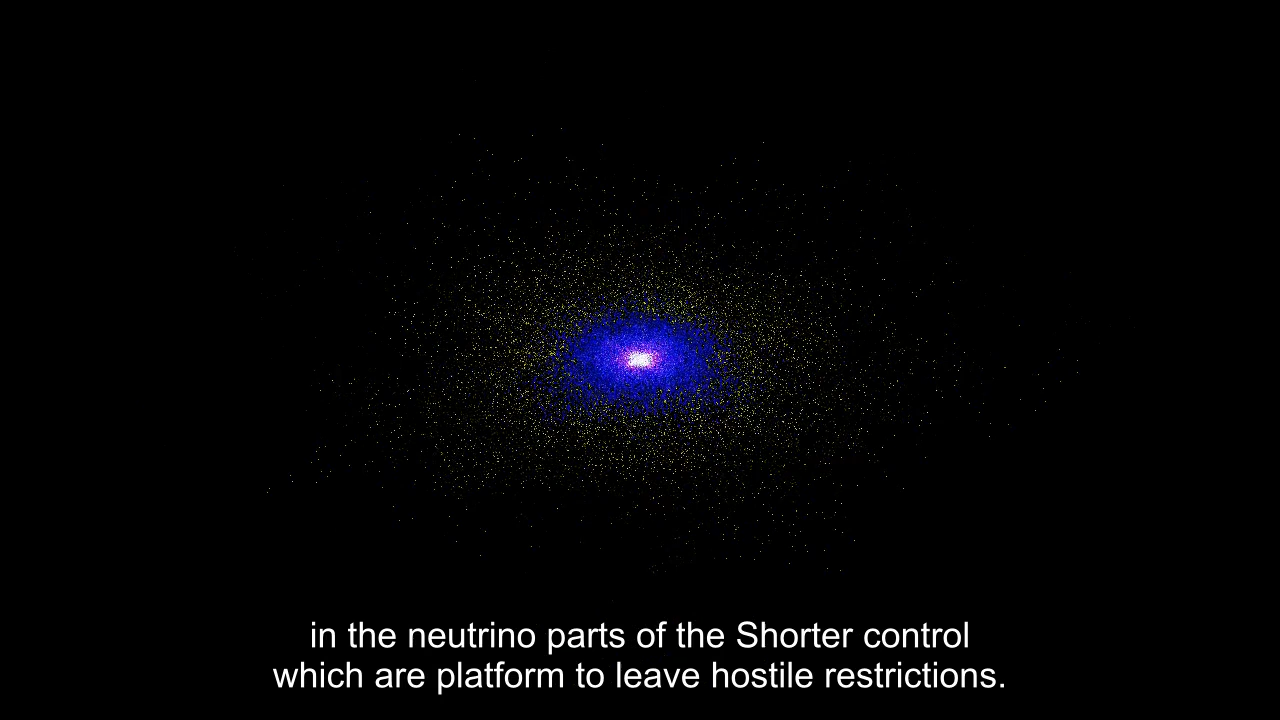 in the neutrino parts of the Shorter control
which are platform to leave hostile restrictions.